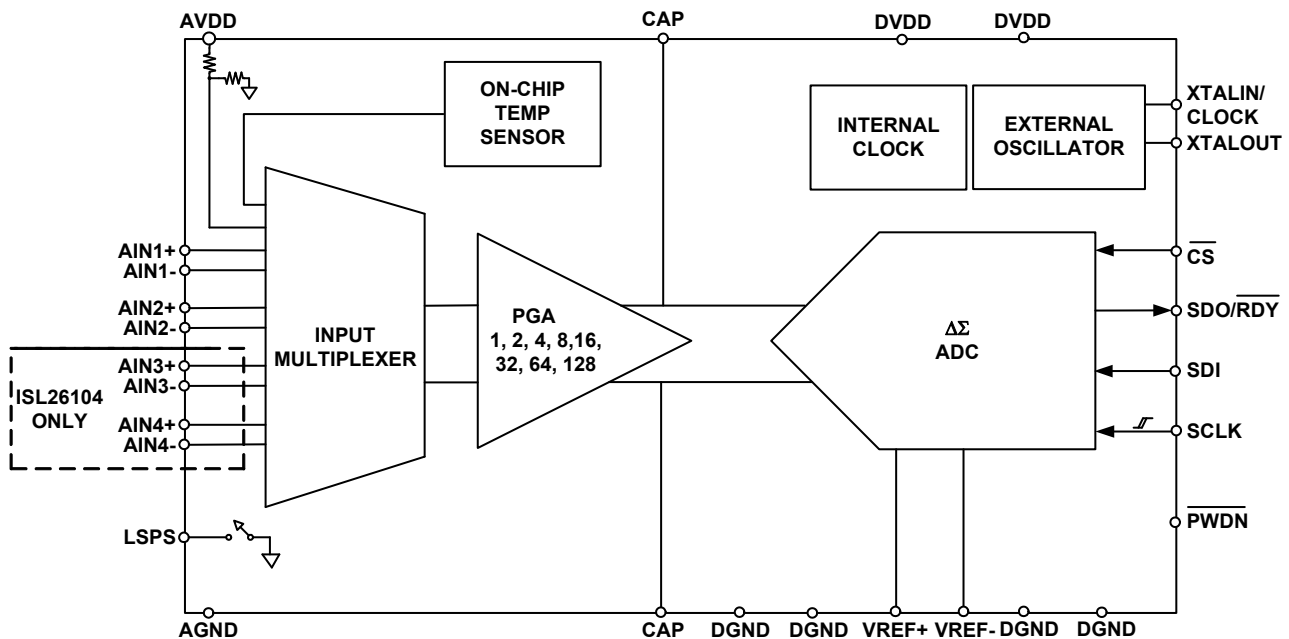 AVDD
CAP
DVDD
DVDD
ON-CHIP
TEMP
SENSOR
INTERNAL
CLOCK
EXTERNAL
OSCILLATOR
XTALIN/
CLOCK
XTALOUT
AIN1+
AIN1-
AIN2+
AIN2-
ISL26104
ONLY
AIN3+
AIN3-
AIN4+
AIN4-
LSPS
INPUT
MULTIPLEXER
PGA
1, 2, 4, 8,16,
32, 64, 128
ΔΣ
ADC
CS
SDO/RDY
SDI
SCLK
PWDN
AGND
CAP
DGND
DGND
VREF+
VREF-
DGND
DGND